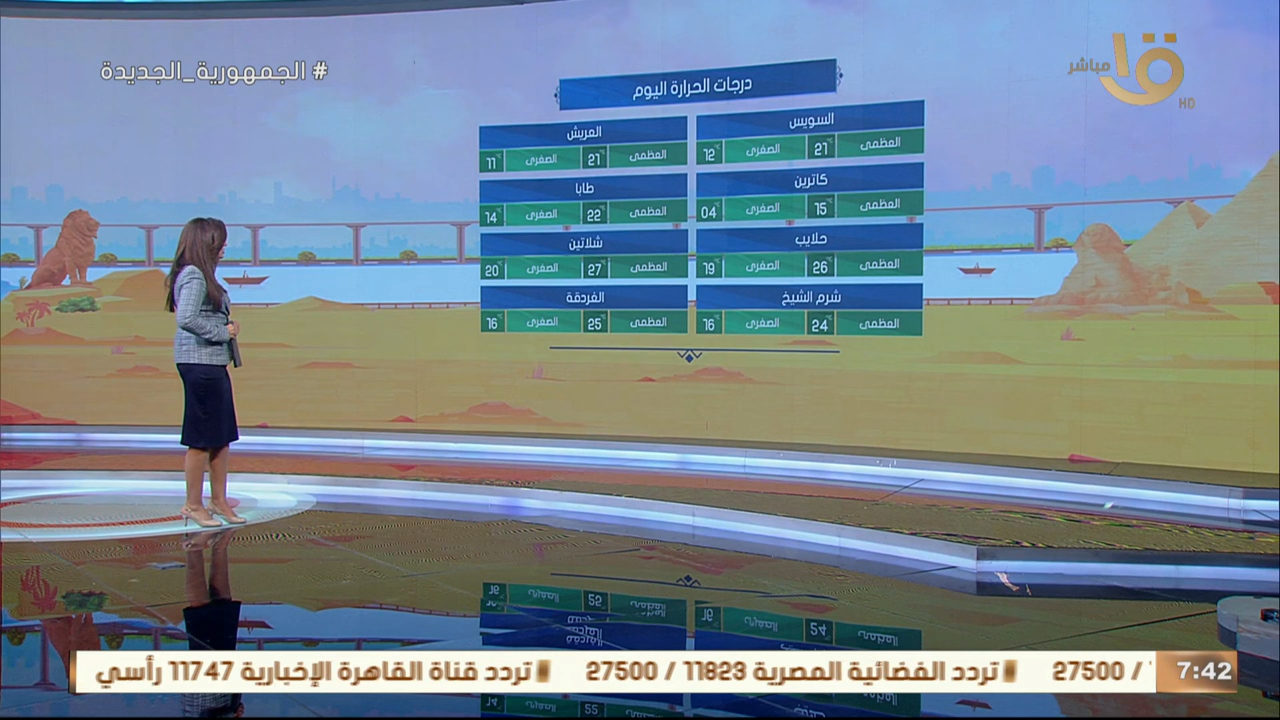 # الجمهورية_الجديدة
مباشر
HD
درجات الحرارة اليوم
السويس
العظمى 21 الصغرى 12
العريش
العظمى 21 الصغرى 11
كاترين
العظمى 15 الصغرى 04
طابا
العظمى 22 الصغرى 14
حلايب
العظمى 26 الصغرى 19
شلاتين
العظمى 27 الصغرى 20
شرم الشيخ
العظمى 24 الصغرى 16
الغردقة
العظمى 25 الصغرى 16
7:42
/ 27500 تردد الفضائية المصرية 11823 / 27500 تردد قناة القاهرة الإخبارية 11747 رأسي